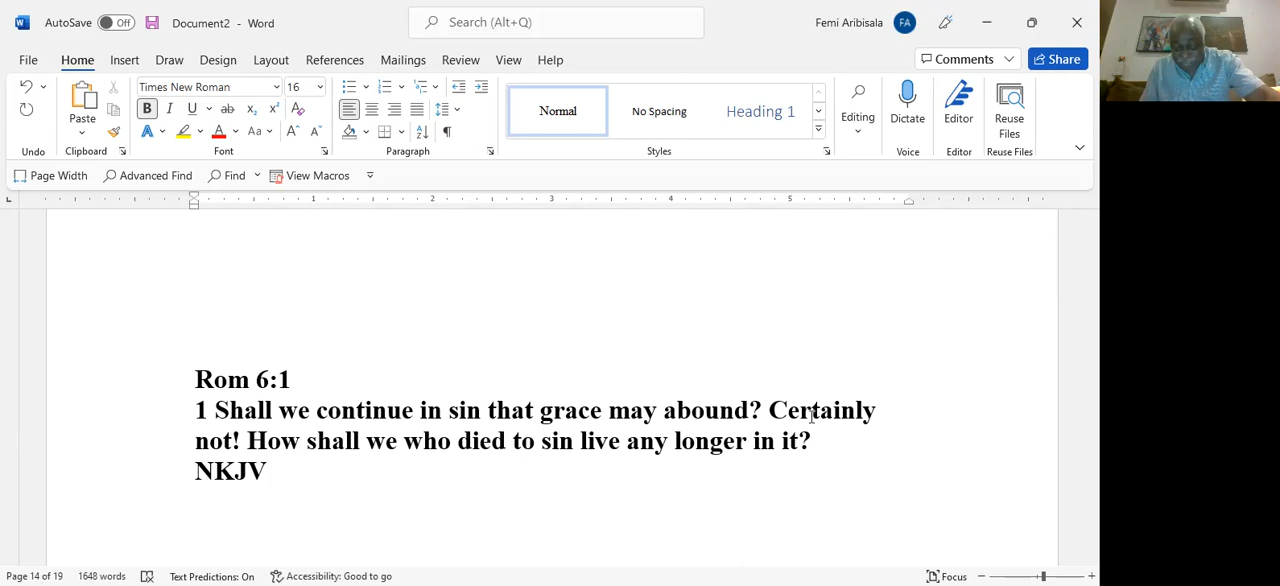 AutoSave Off Document2 - Word Search (Alt+Q) Femi Aribisala FA
File Home Insert Draw Design Layout References Mailings Review View Help Comments Share
Times New Roman 16 Normal No Spacing Heading 1
Paste Editing Dictate Editor Reuse Files
Undo Clipboard Font Paragraph Styles Voice Editor Reuse Files
Page Width Advanced Find Find View Macros
1 2 3 4 5
Rom 6:1
1 Shall we continue in sin that grace may abound? Certainly
not! How shall we who died to sin live any longer in it?
NKJV
Page 14 of 19 1648 words Text Predictions: On Accessibility: Good to go Focus